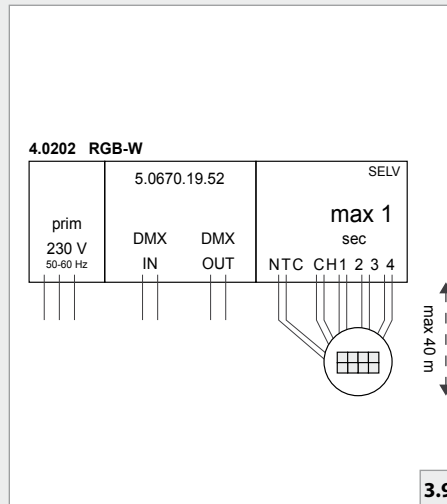 4.0202 RGB-W
5.0670.19.52
SELV
prim
230 V
50-60 Hz
DMX
IN
DMX
OUT
max 1
sec
NTC CH1 2 3 4
max 40 m
3.9